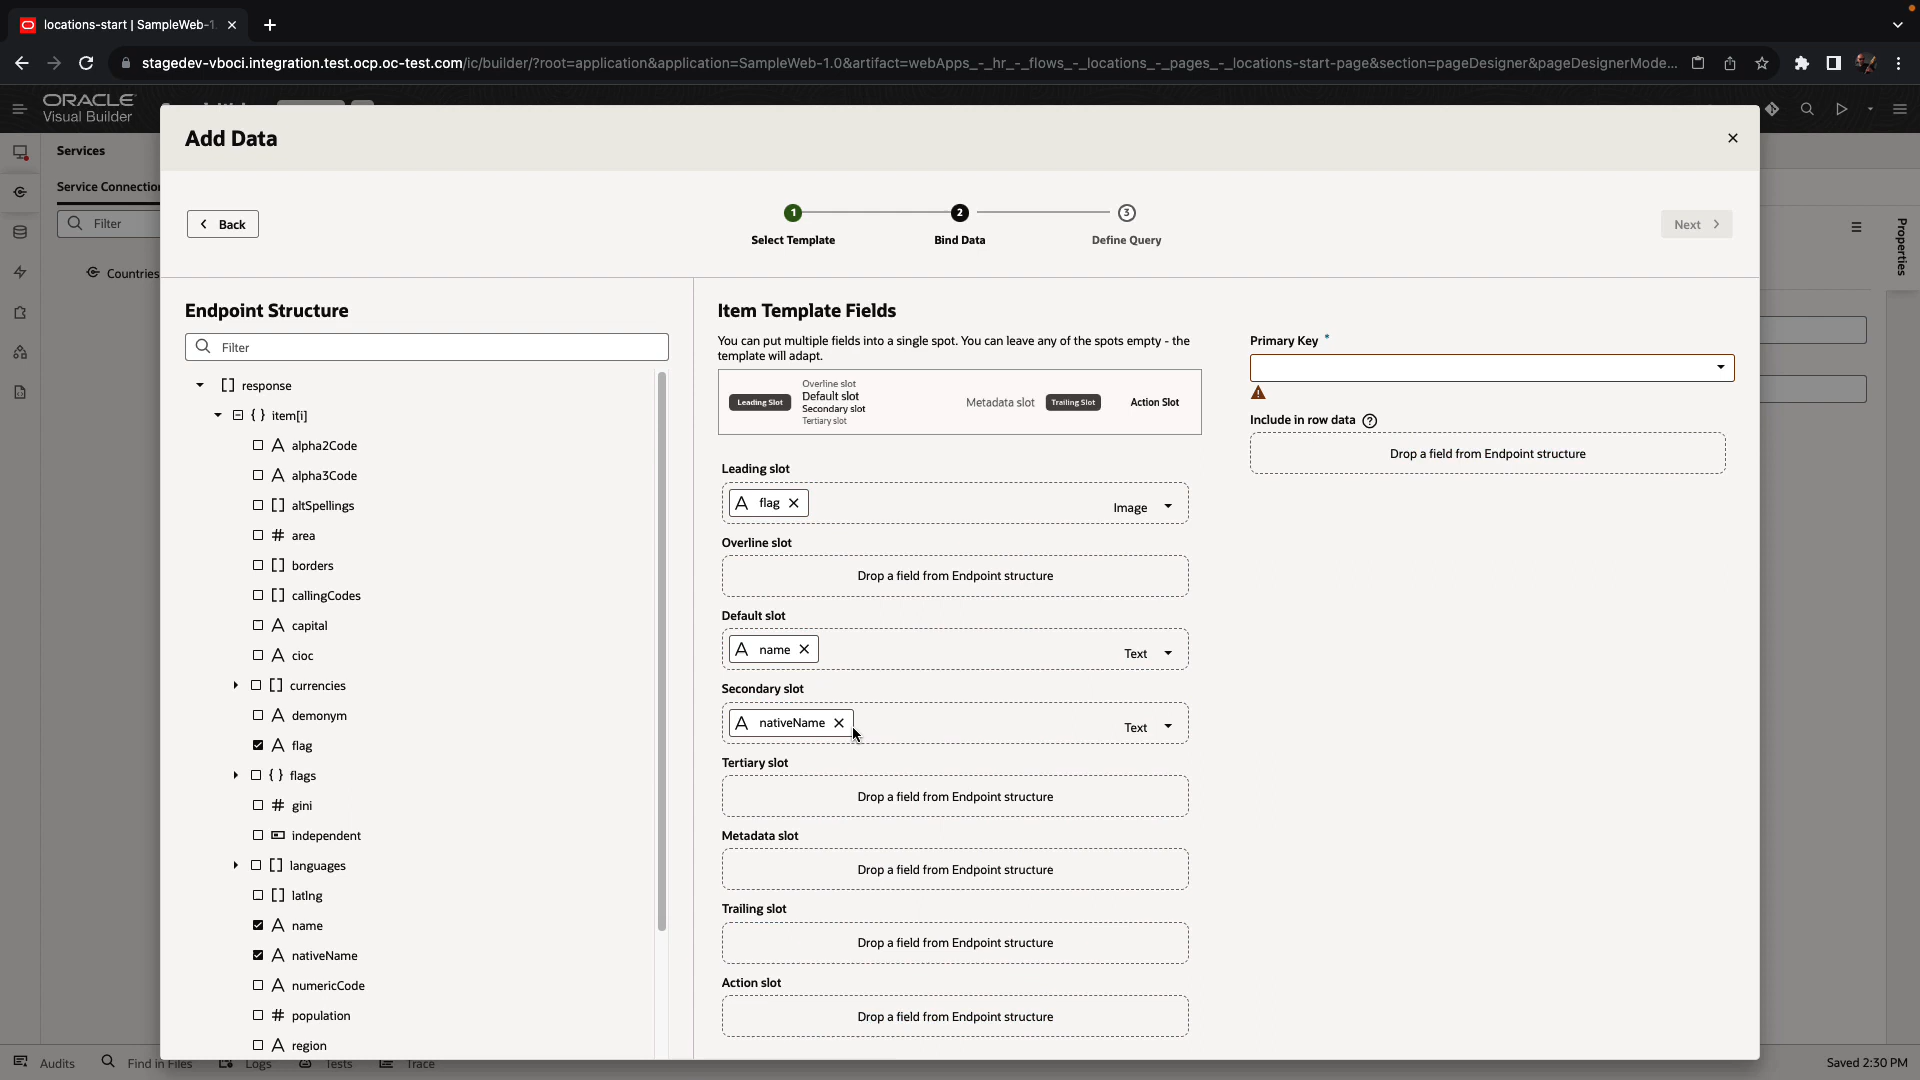 locations-start | SampleWeb-1
stagedev-vboci.integration.test.ocp.oc-test.com/ic/builder/?root=application&application=SampleWeb-1.0&artifact=webApps_-_hr_-_flows_-_locations_-_pages_-_locations-start-page&section=pageDesigner&pageDesignerMode...
ORACLE
Visual Builder
Add Data
Services
Service Connection
Filter
Countries
Back
1
Select Template
2
Bind Data
3
Define Query
Next
Properties
Endpoint Structure
Filter
[ ] response
{ } item[i]
A alpha2Code
A alpha3Code
[ ] altSpellings
# area
[ ] borders
[ ] callingCodes
A capital
A cioc
[ ] currencies
A demonym
A flag
{ } flags
# gini
independent
[ ] languages
[ ] latlng
A name
A nativeName
A numericCode
# population
A region
Item Template Fields
You can put multiple fields into a single spot. You can leave any of the spots empty - the
template will adapt.
Leading Slot
Overline slot
Default slot
Secondary slot
Tertiary slot
Metadata slot
Trailing Slot
Action Slot
Leading slot
A flag
Image
Overline slot
Drop a field from Endpoint structure
Default slot
A name
Text
Secondary slot
A nativeName
Text
Tertiary slot
Drop a field from Endpoint structure
Metadata slot
Drop a field from Endpoint structure
Trailing slot
Drop a field from Endpoint structure
Action slot
Drop a field from Endpoint structure
Primary Key *
Include in row data
Drop a field from Endpoint structure
Audits
Find in Files
Logs
Tests
Trace
Saved 2:30 PM